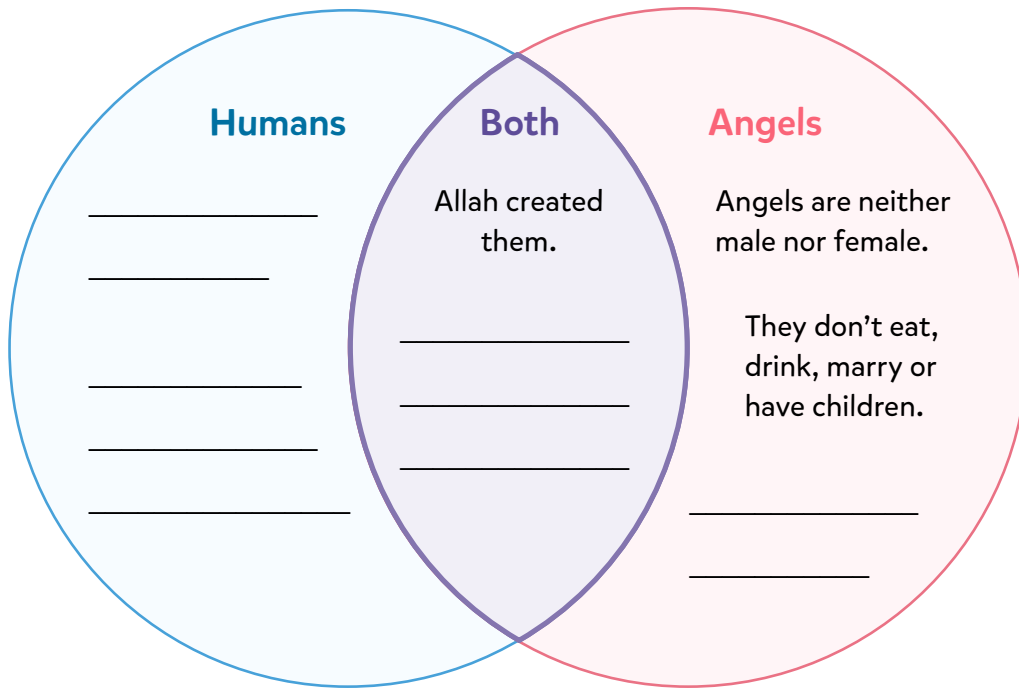 Humans
Both
Allah created
them.
Angels
Angels are neither
male nor female.
They don't eat,
drink, marry or
have children.